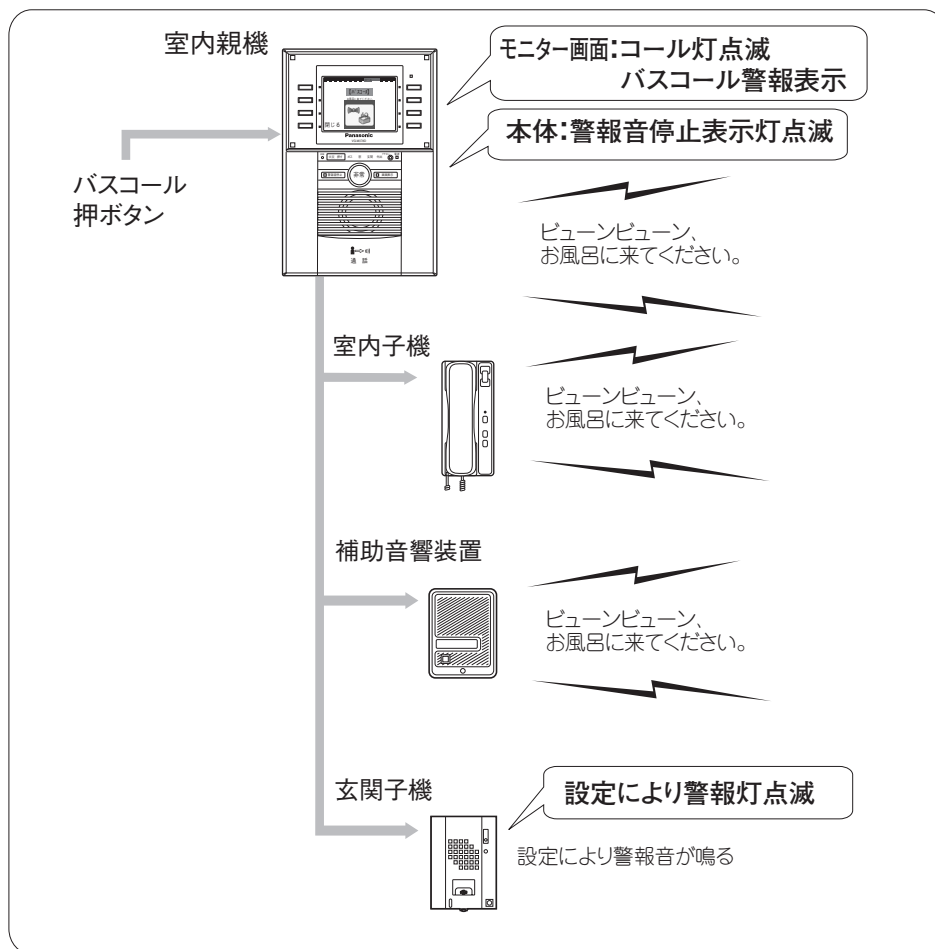 室内親機
モニター画面:コール灯点滅
バスコール警報表示
本体:警報音停止表示灯点滅
閉じる
Panasonic
非常
通 話
バスコール
押ボタン
ビューンビューン、
お風呂に来てください。
室内子機
ビューンビューン、
お風呂に来てください。
補助音響装置
ビューンビューン、
お風呂に来てください。
玄関子機
設定により警報灯点滅
設定により警報音が鳴る